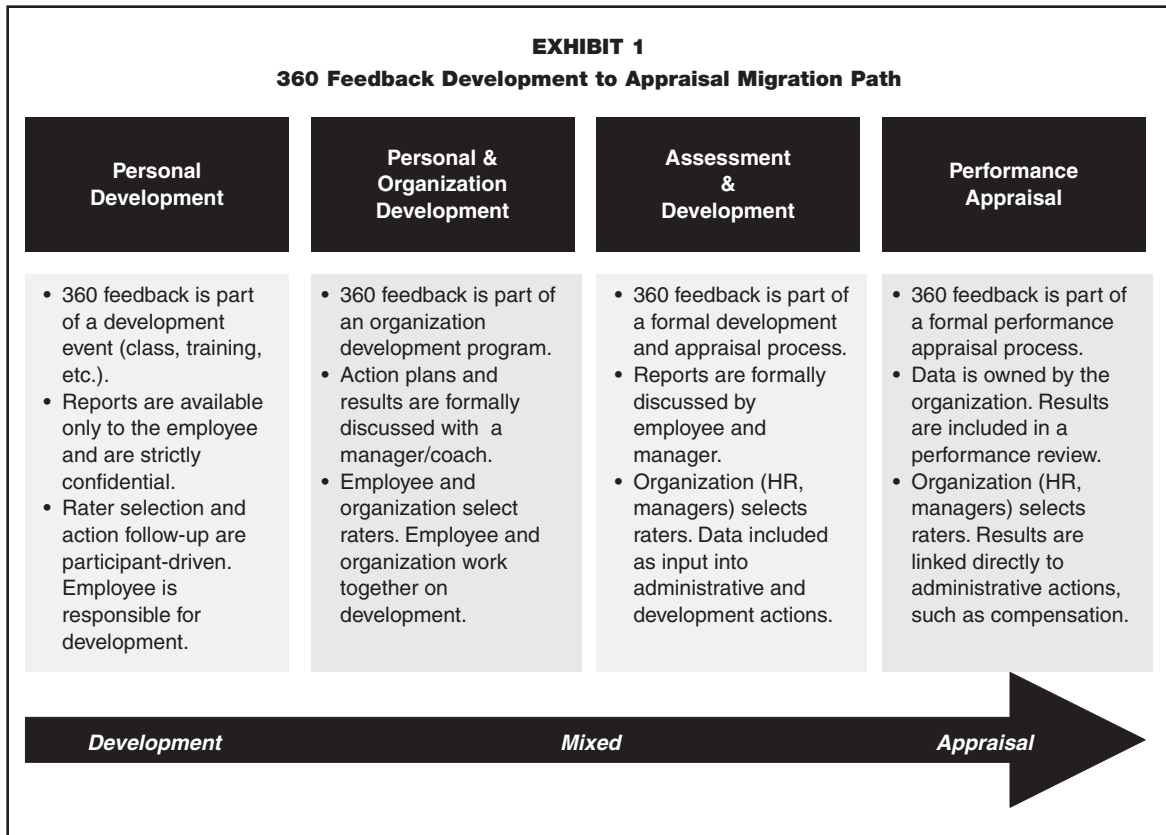 EXHIBIT 1
360 Feedback Development to Appraisal Migration Path
Personal
Development
• 360 feedback is part
of a development
event (class, training,
etc.).
• Reports are available
only to the employee
and are strictly
confidential.
• Rater selection and
action follow-up are
participant-driven.
Employee is
responsible for
development.
Personal &
Organization
Development
• 360 feedback is part of
an organization
development program.
• Action plans and
results are formally
discussed with a
manager/coach.
• Employee and
organization select
raters. Employee and
organization work
together on
development.
Assessment
&
Development
• 360 feedback is part of
a formal development
and appraisal process.
• Reports are formally
discussed by
employee and
manager.
• Organization (HR,
managers) selects
raters. Data included
as input into
administrative and
development actions.
Performance
Appraisal
• 360 feedback is part of
a formal performance
appraisal process.
• Data is owned by the
organization. Results
are included in a
performance review.
• Organization (HR,
managers) selects
raters. Results are
linked directly to
administrative actions,
such as compensation.
Development
Mixed
Appraisal